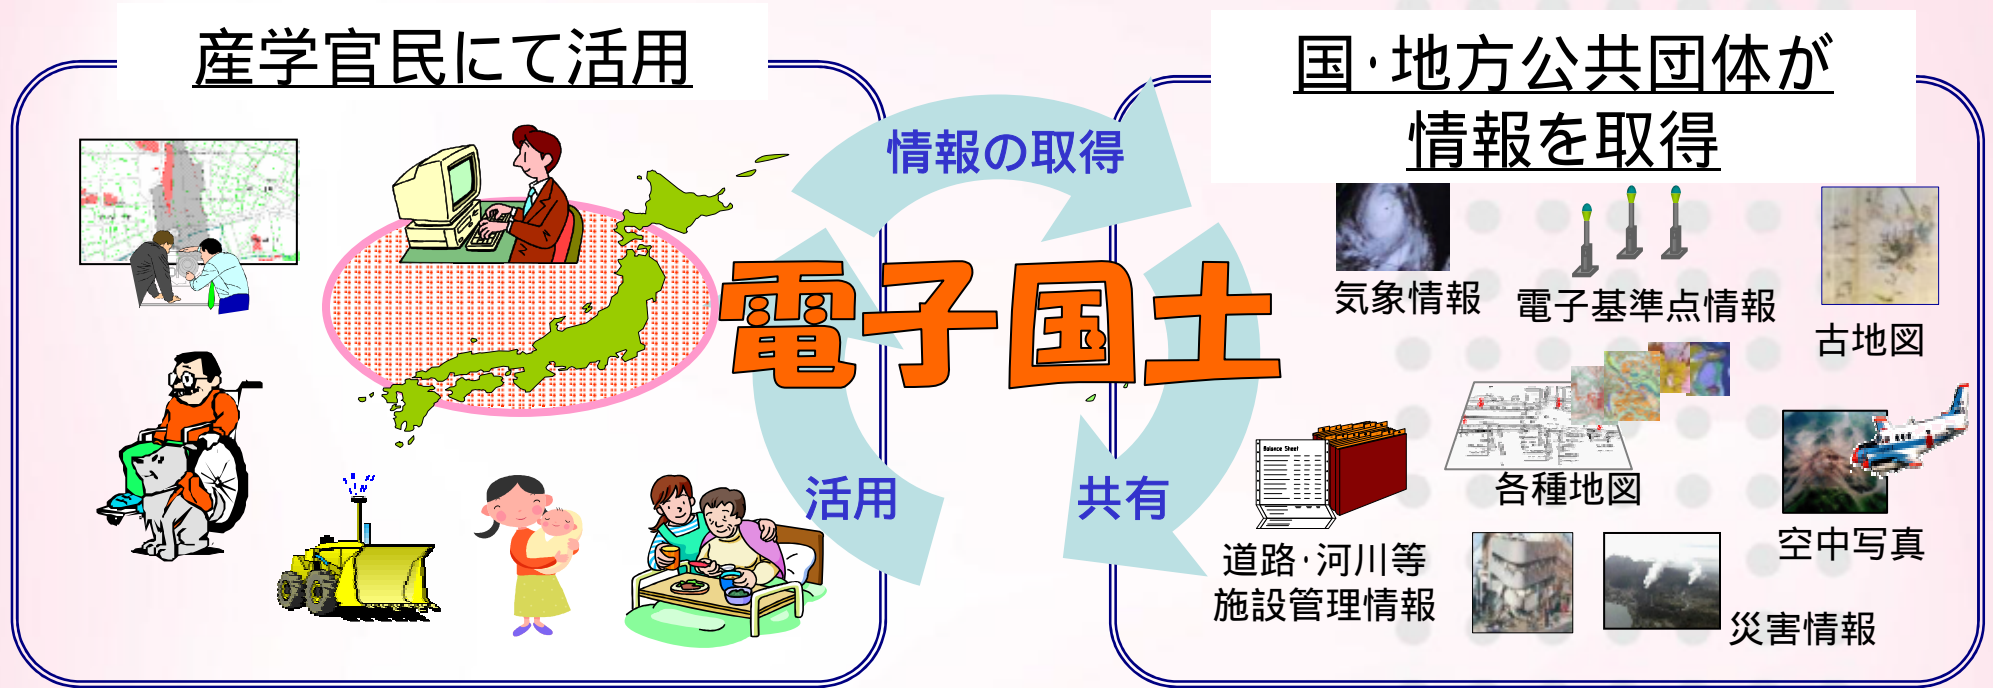 産学官民にて活用
国・地方公共団体が
情報を取得
情報の取得
電子国土
活用
共有
気象情報
電子基準点情報
古地図
各種地図
空中写真
Balance Sheet
道路・河川等
施設管理情報
災害情報